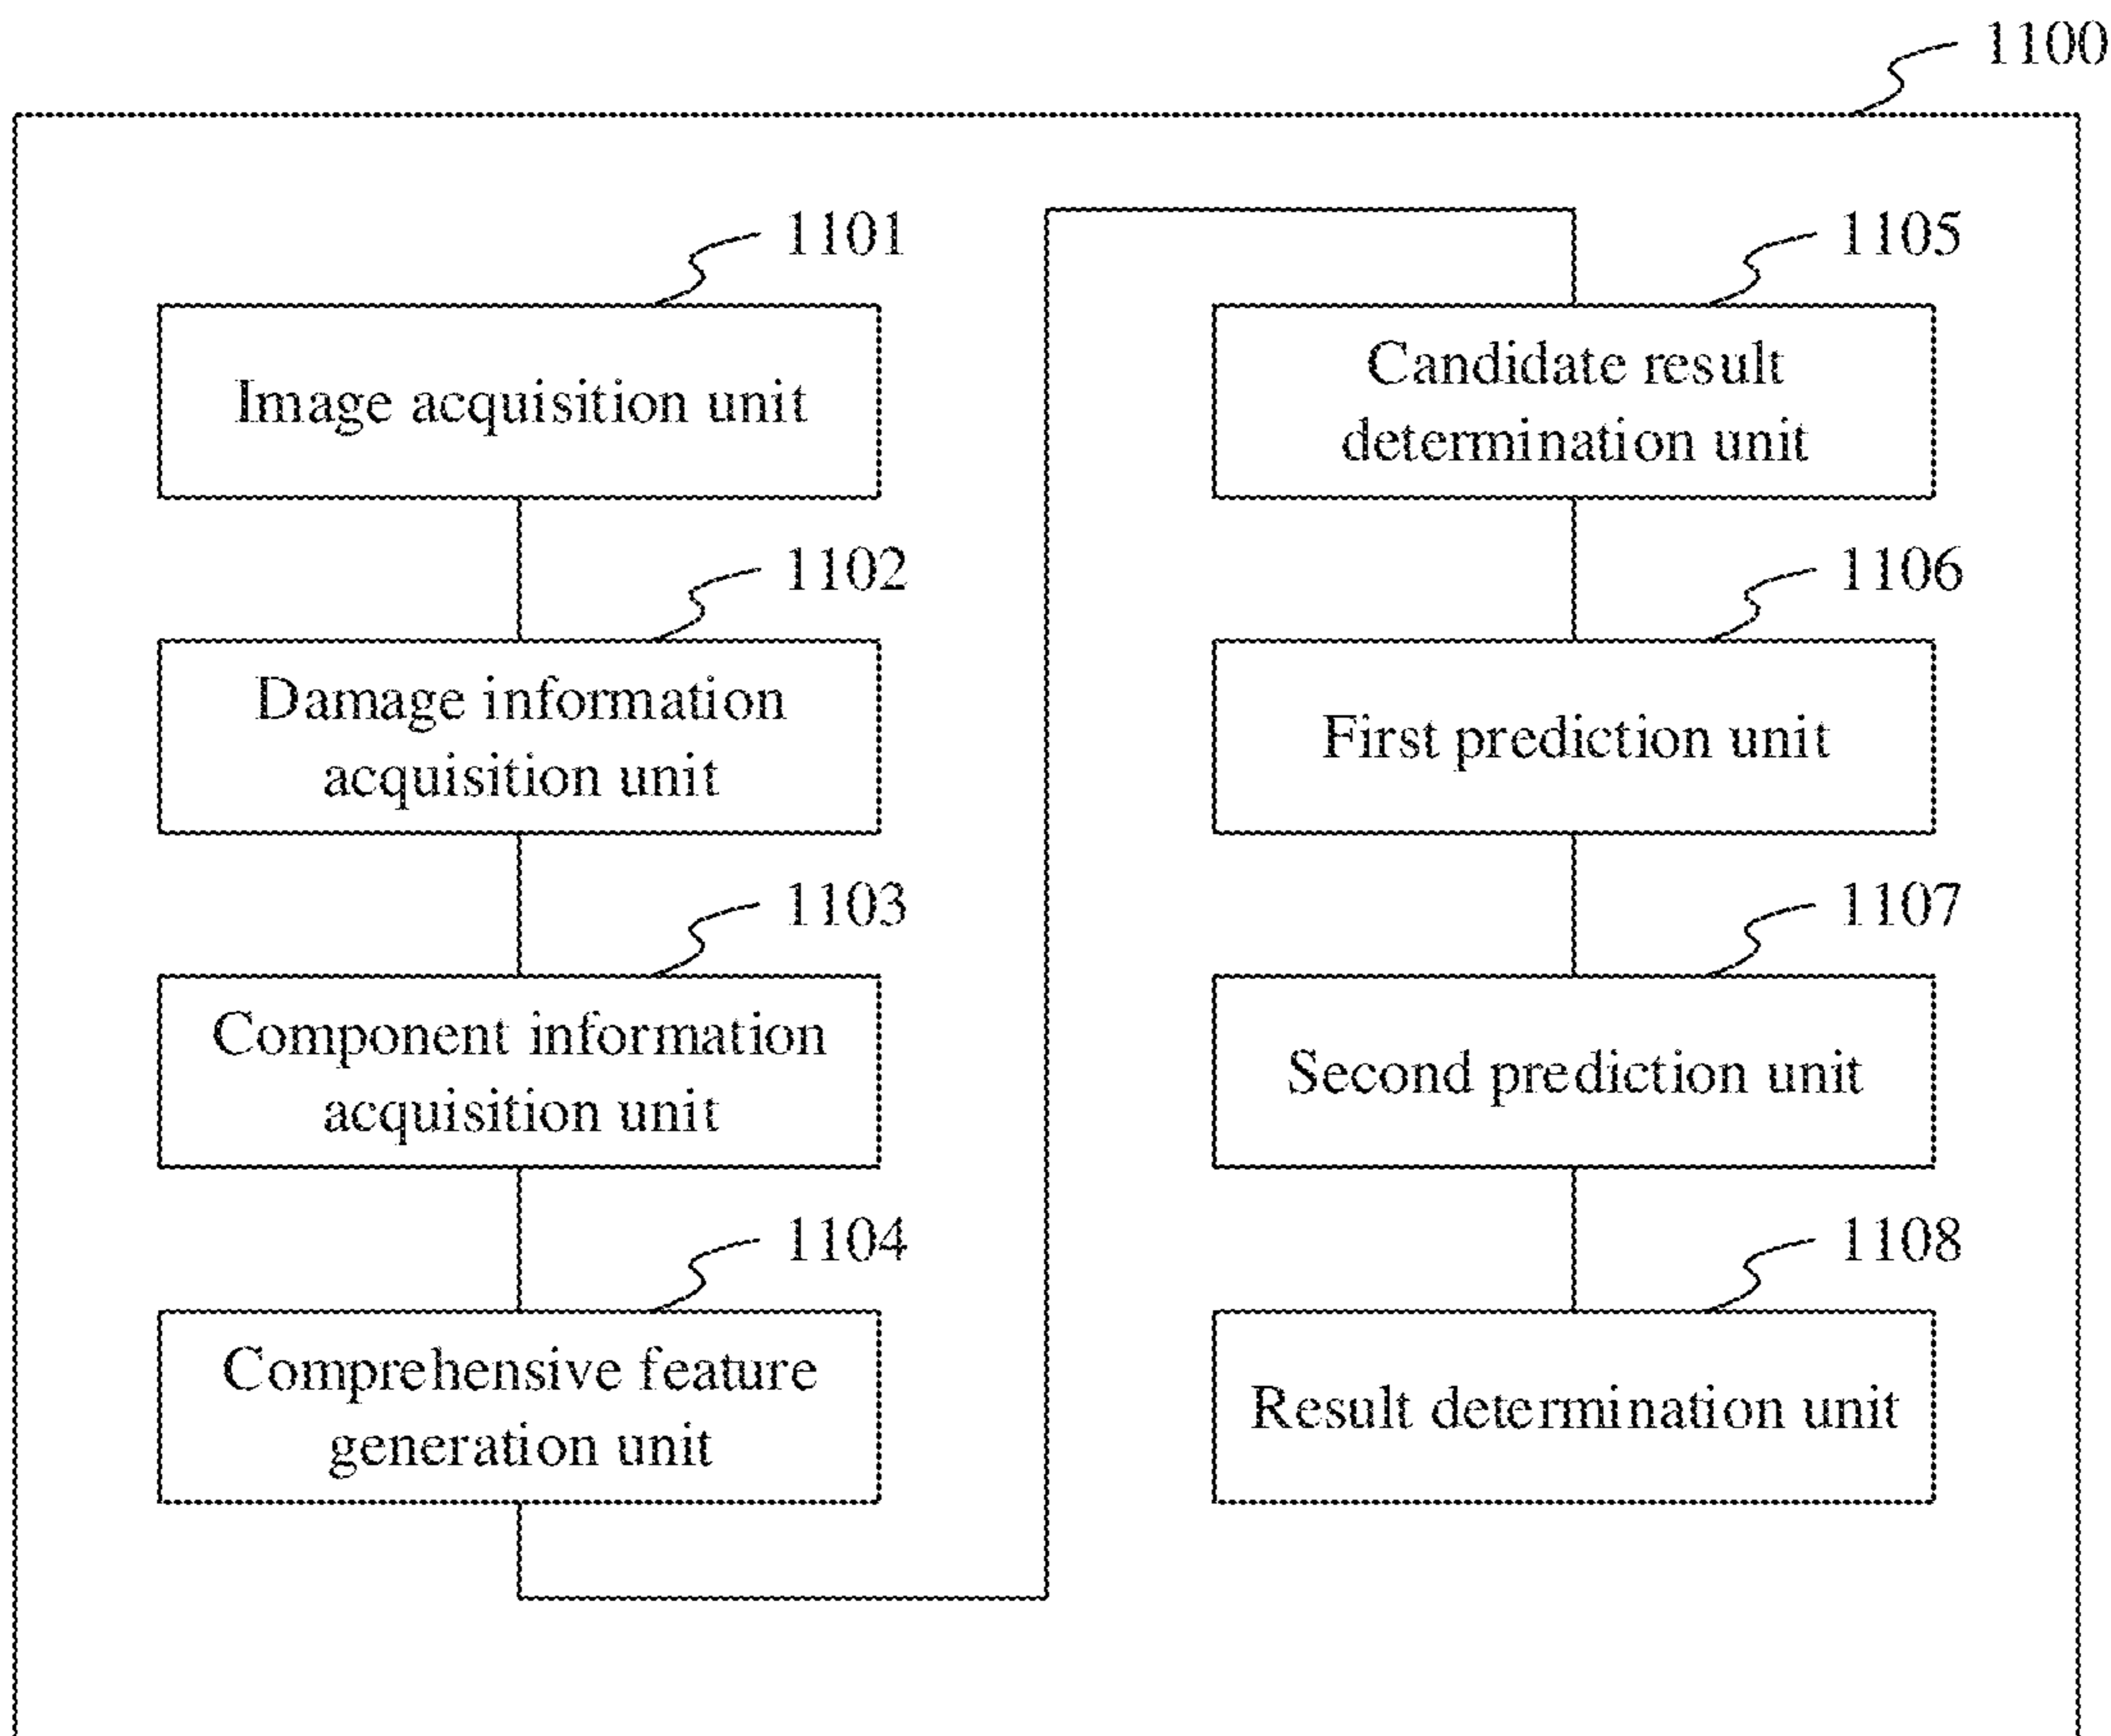 1100
1101
Image acquisition unit
1102
Damage information
acquisition unit
1103
Component information
acquisition unit
1104
Comprehensive feature
generation unit
1105
Candidate result
determination unit
1106
First prediction unit
1107
Second prediction unit
1108
Result determination unit